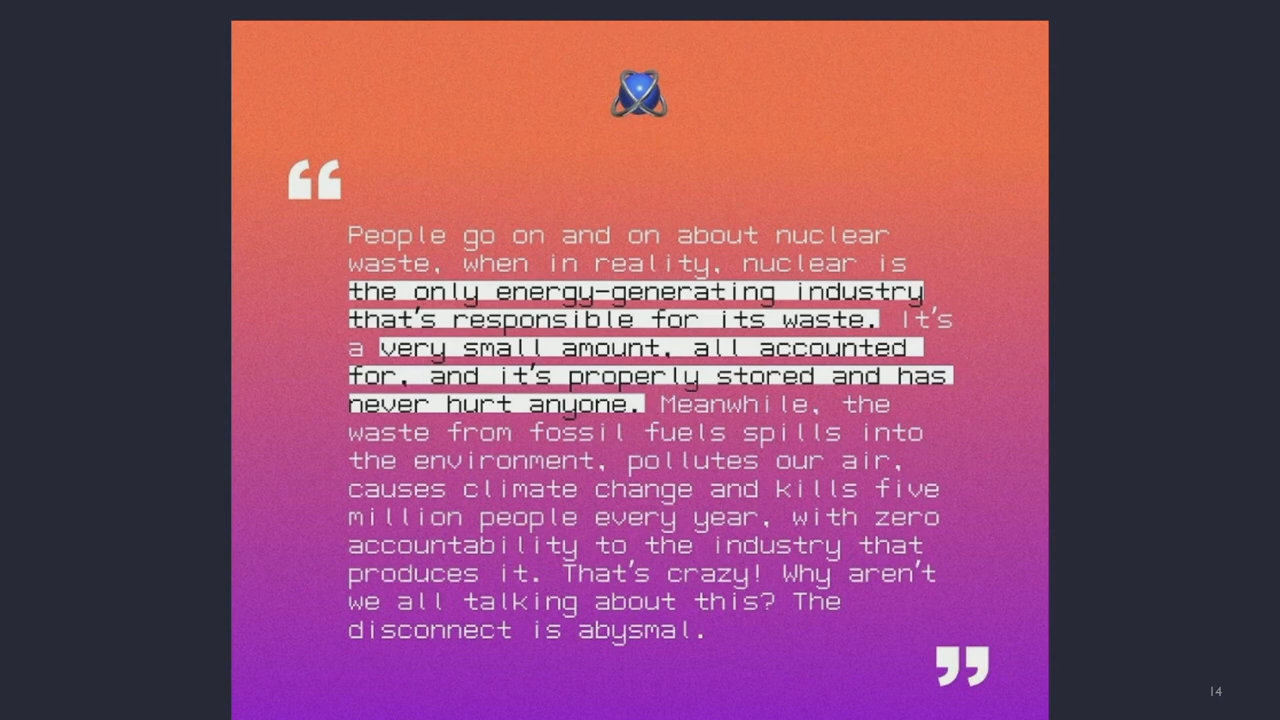 “
People go on and on about nuclear
waste, when in reality, nuclear is
the only energy-generating industry
that's responsible for its waste. It's
a very small amount, all accounted
for, and it's properly stored and has
never hurt anyone. Meanwhile, the
waste from fossil fuels spills into
the environment, pollutes our air,
causes climate change and kills five
million people every year, with zero
accountability to the industry that
produces it. That's crazy! Why aren't
we all talking about this? The
disconnect is abysmal.
”
14